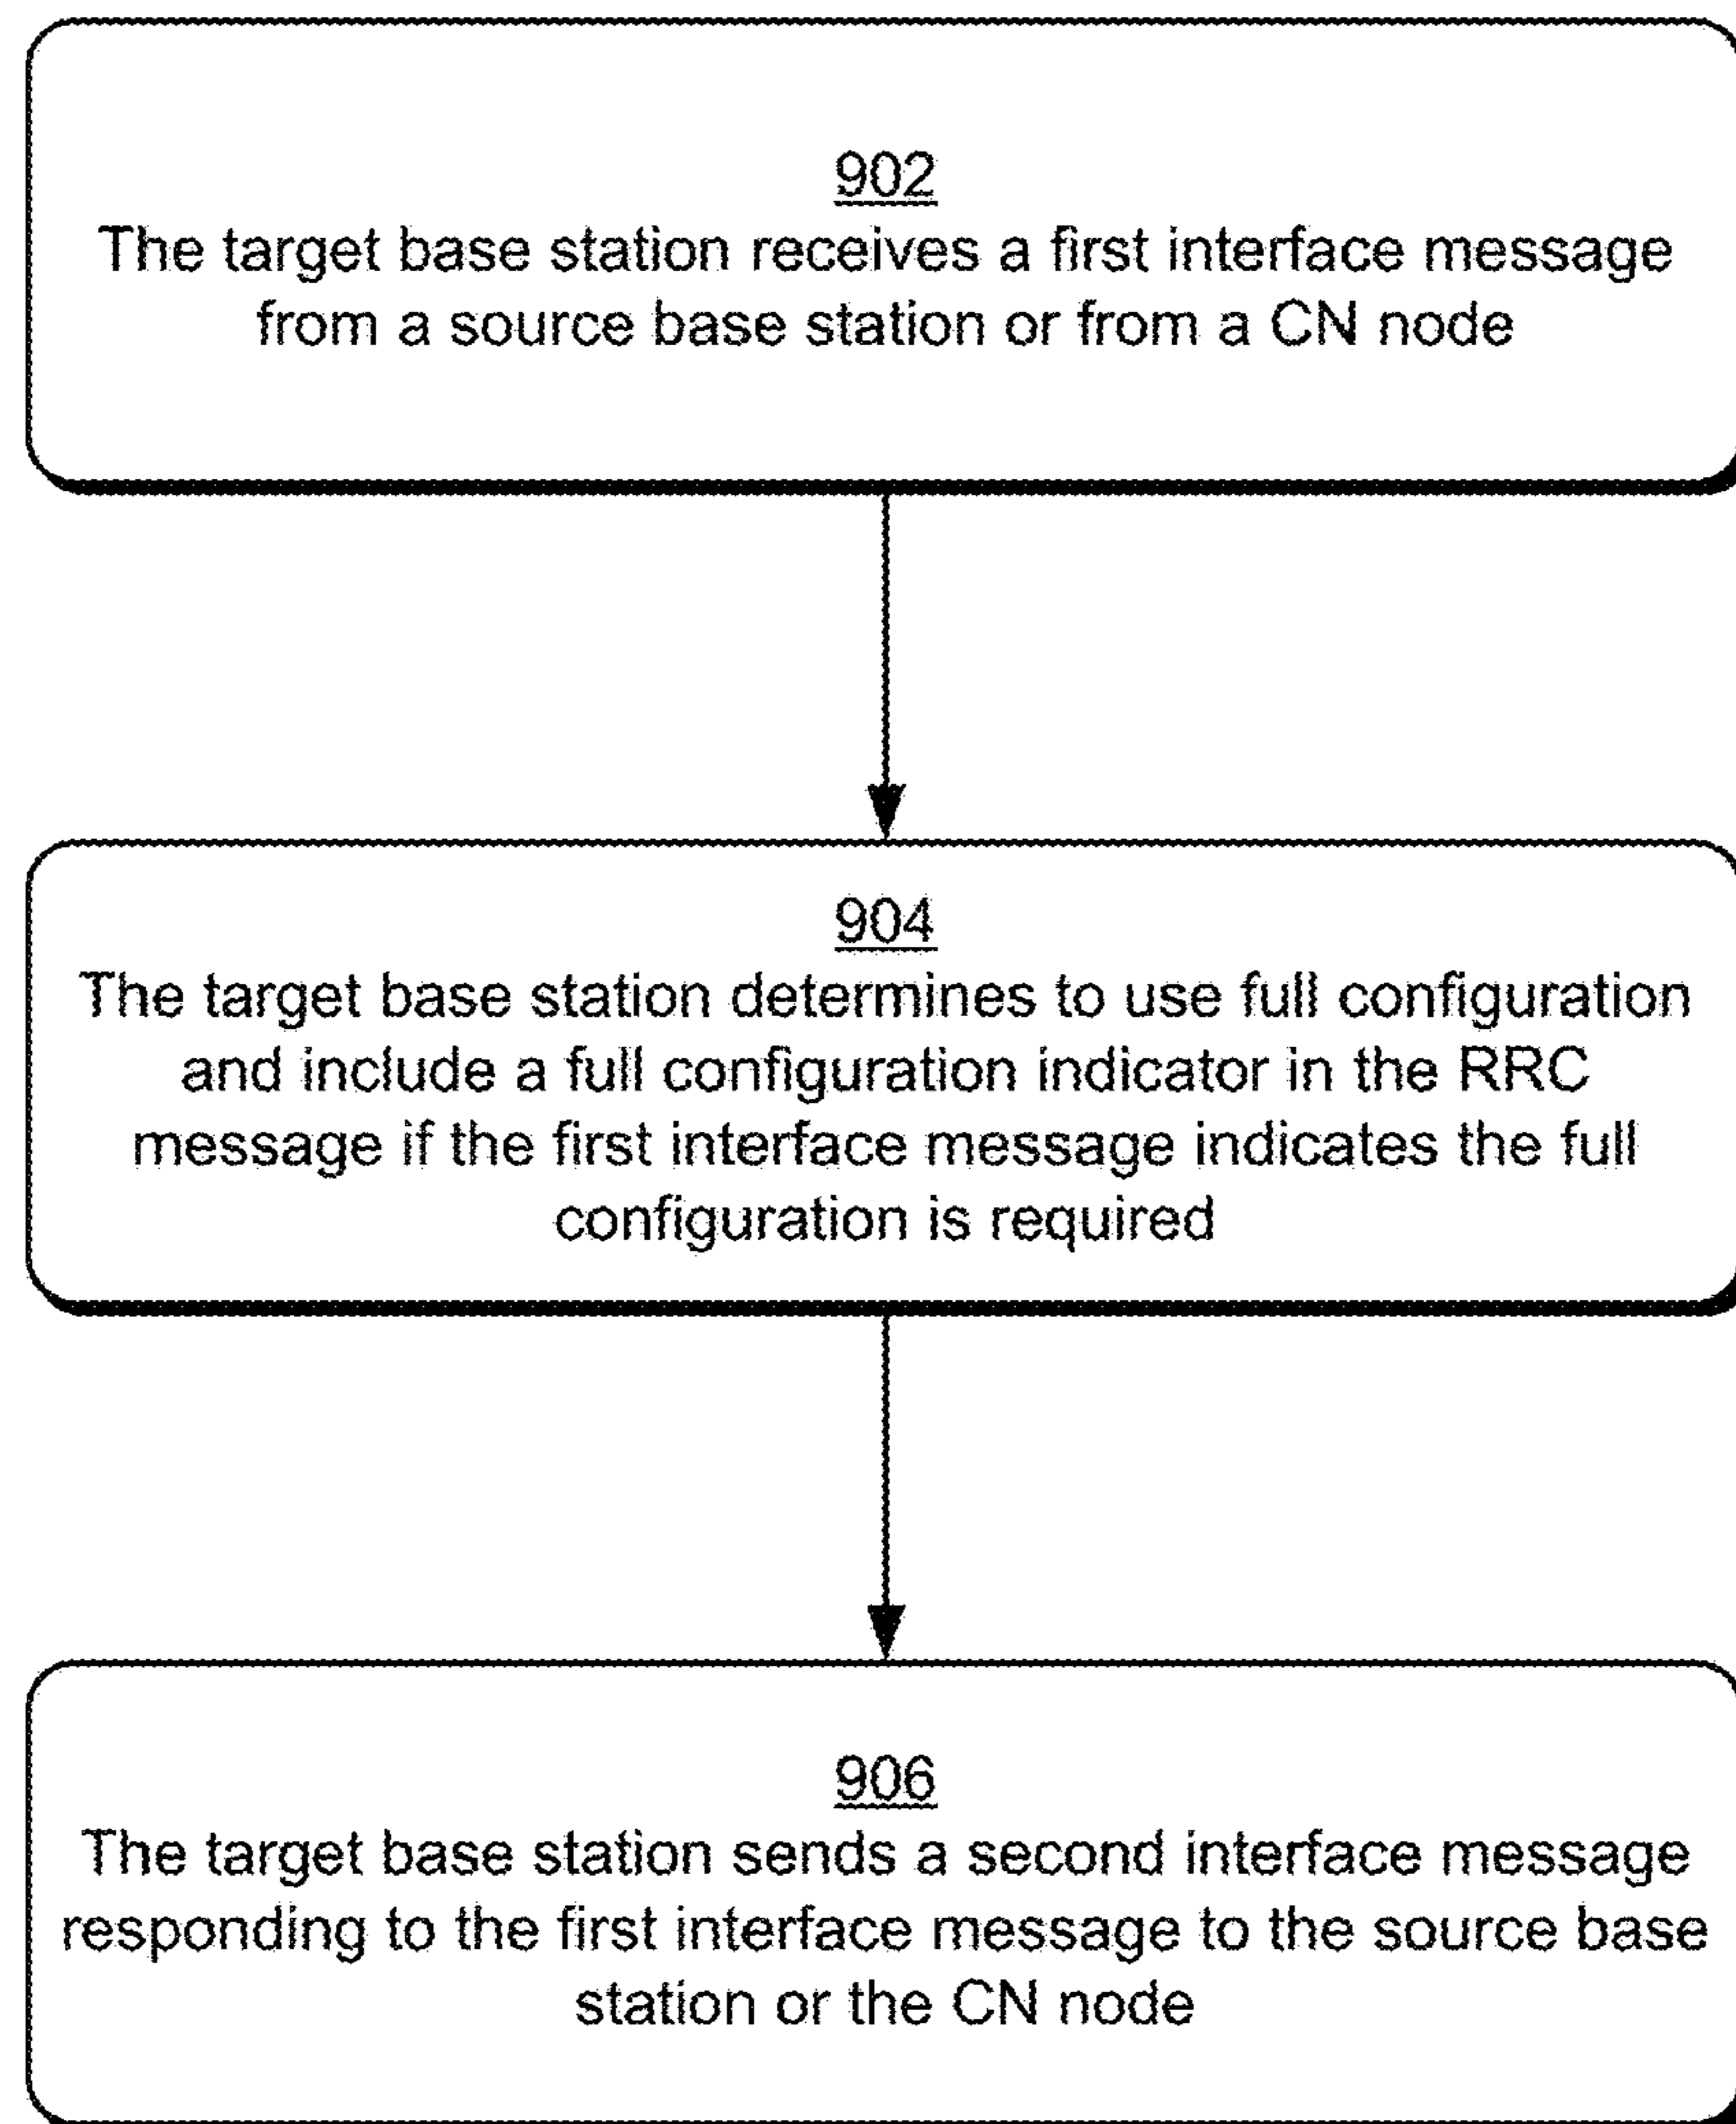 902
The target base station receives a first interface message
from a source base station or from a CN node
904
The target base station determines to use full configuration
and include a full configuration indicator in the RRC
message if the first interface message indicates the full
configuration is required
906
The target base station sends a second interface message
responding to the first interface message to the source base
station or the CN node